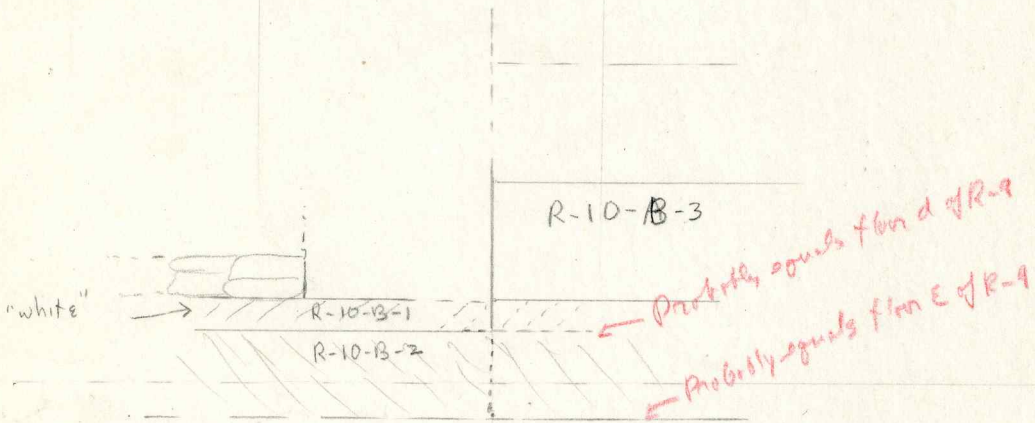 R-10-B-3
Probably equals floor d of R-9
"white"
R-10-B-1
R-10-B-2
Probably equals floor E of R-9